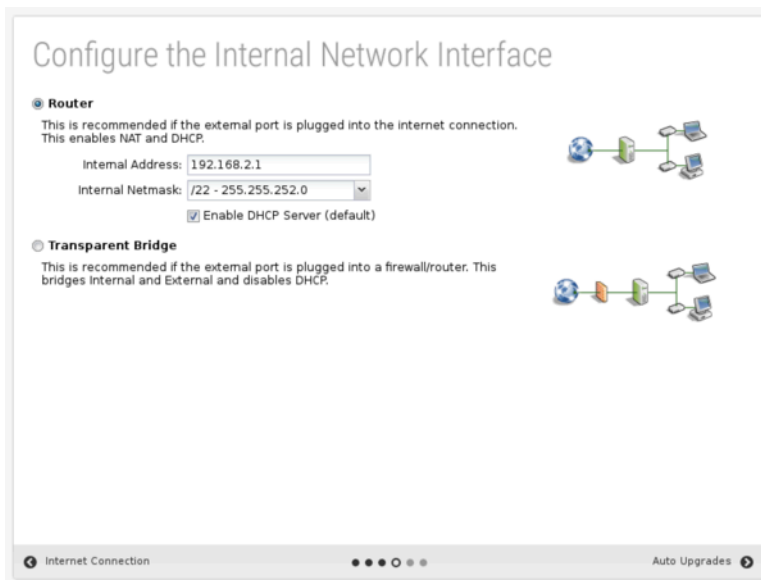 Configure the Internal Network Interface
Router
This is recommended if the external port is plugged into the internet connection.
This enables NAT and DHCP.
Internal Address: 192.168.2.1
Internal Netmask: /22 - 255.255.252.0
Enable DHCP Server (default)
Transparent Bridge
This is recommended if the external port is plugged into a firewall/router. This
bridges Internal and External and disables DHCP.
Internet Connection
Auto Upgrades